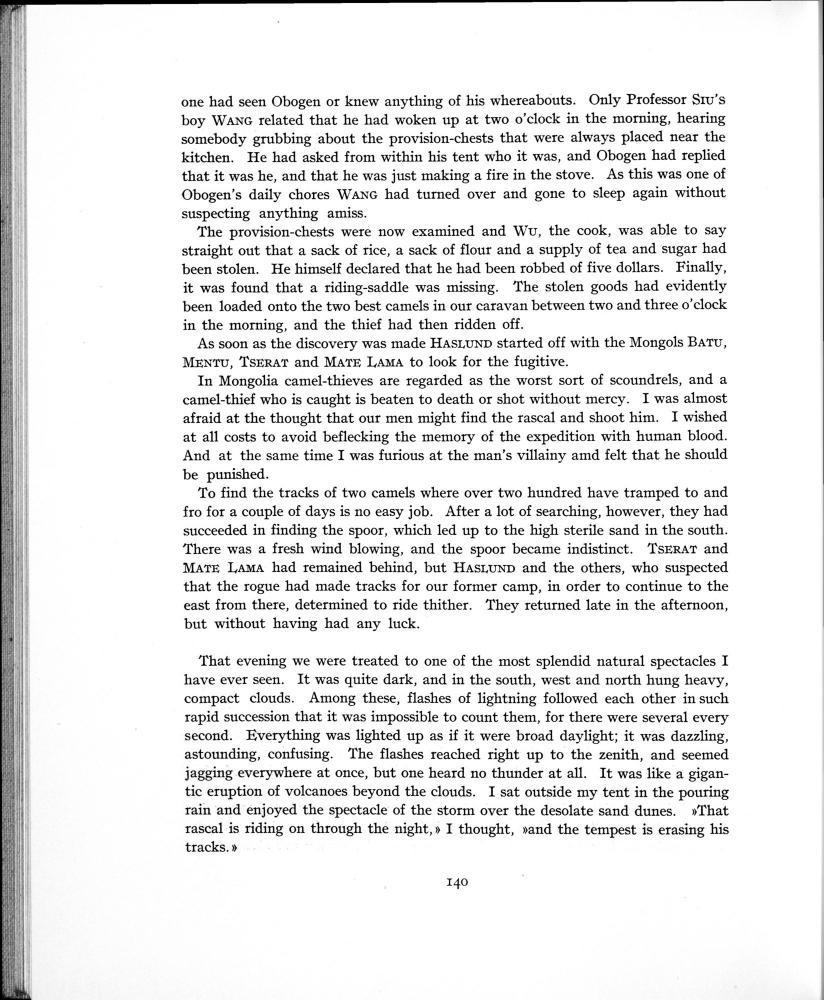 one had seen Obogen or knew anything of his whereabouts. Only Professor SIU's
boy WANG related that he had woken up at two o'clock in the morning, hearing
somebody grubbing about the provision-chests that were always placed near the
kitchen. He had asked from within his tent who it was, and Obogen had replied
that it was he, and that he was just making a fire in the stove. As this was one of
Obogen's daily chores WANG had turned over and gone to sleep again without
suspecting anything amiss.
The provision-chests were now examined and WU, the cook, was able to say
straight out that a sack of rice, a sack of flour and a supply of tea and sugar had
been stolen. He himself declared that he had been robbed of five dollars. Finally,
it was found that a riding-saddle was missing. The stolen goods had evidently
been loaded onto the two best camels in our caravan between two and three o'clock
in the morning, and the thief had then ridden off.
As soon as the discovery was made HASLUND started off with the Mongols BATU,
MENTU, TSERAT and MATE LAMA to look for the fugitive.
In Mongolia camel-thieves are regarded as the worst sort of scoundrels, and a
camel-thief who is caught is beaten to death or shot without mercy. I was almost
afraid at the thought that our men might find the rascal and shoot him. I wished
at all costs to avoid beflecking the memory of the expedition with human blood.
And at the same time I was furious at the man's villainy amd felt that he should
be punished.
To find the tracks of two camels where over two hundred have tramped to and
fro for a couple of days is no easy job. After a lot of searching, however, they had
succeeded in finding the spoor, which led up to the high sterile sand in the south.
There was a fresh wind blowing, and the spoor became indistinct. TSERAT and
MATE LAMA had remained behind, but HASLUND and the others, who suspected
that the rogue had made tracks for our former camp, in order to continue to the
east from there, determined to ride thither. They returned late in the afternoon,
but without having had any luck.
That evening we were treated to one of the most splendid natural spectacles I
have ever seen. It was quite dark, and in the south, west and north hung heavy,
compact clouds. Among these, flashes of lightning followed each other in such
rapid succession that it was impossible to count them, for there were several every
second. Everything was lighted up as if it were broad daylight; it was dazzling,
astounding, confusing. The flashes reached right up to the zenith, and seemed
jagging everywhere at once, but one heard no thunder at all. It was like a gigan-
tic eruption of volcanoes beyond the clouds. I sat outside my tent in the pouring
rain and enjoyed the spectacle of the storm over the desolate sand dunes. »That
rascal is riding on through the night,» I thought, »and the tempest is erasing his
tracks.»
140